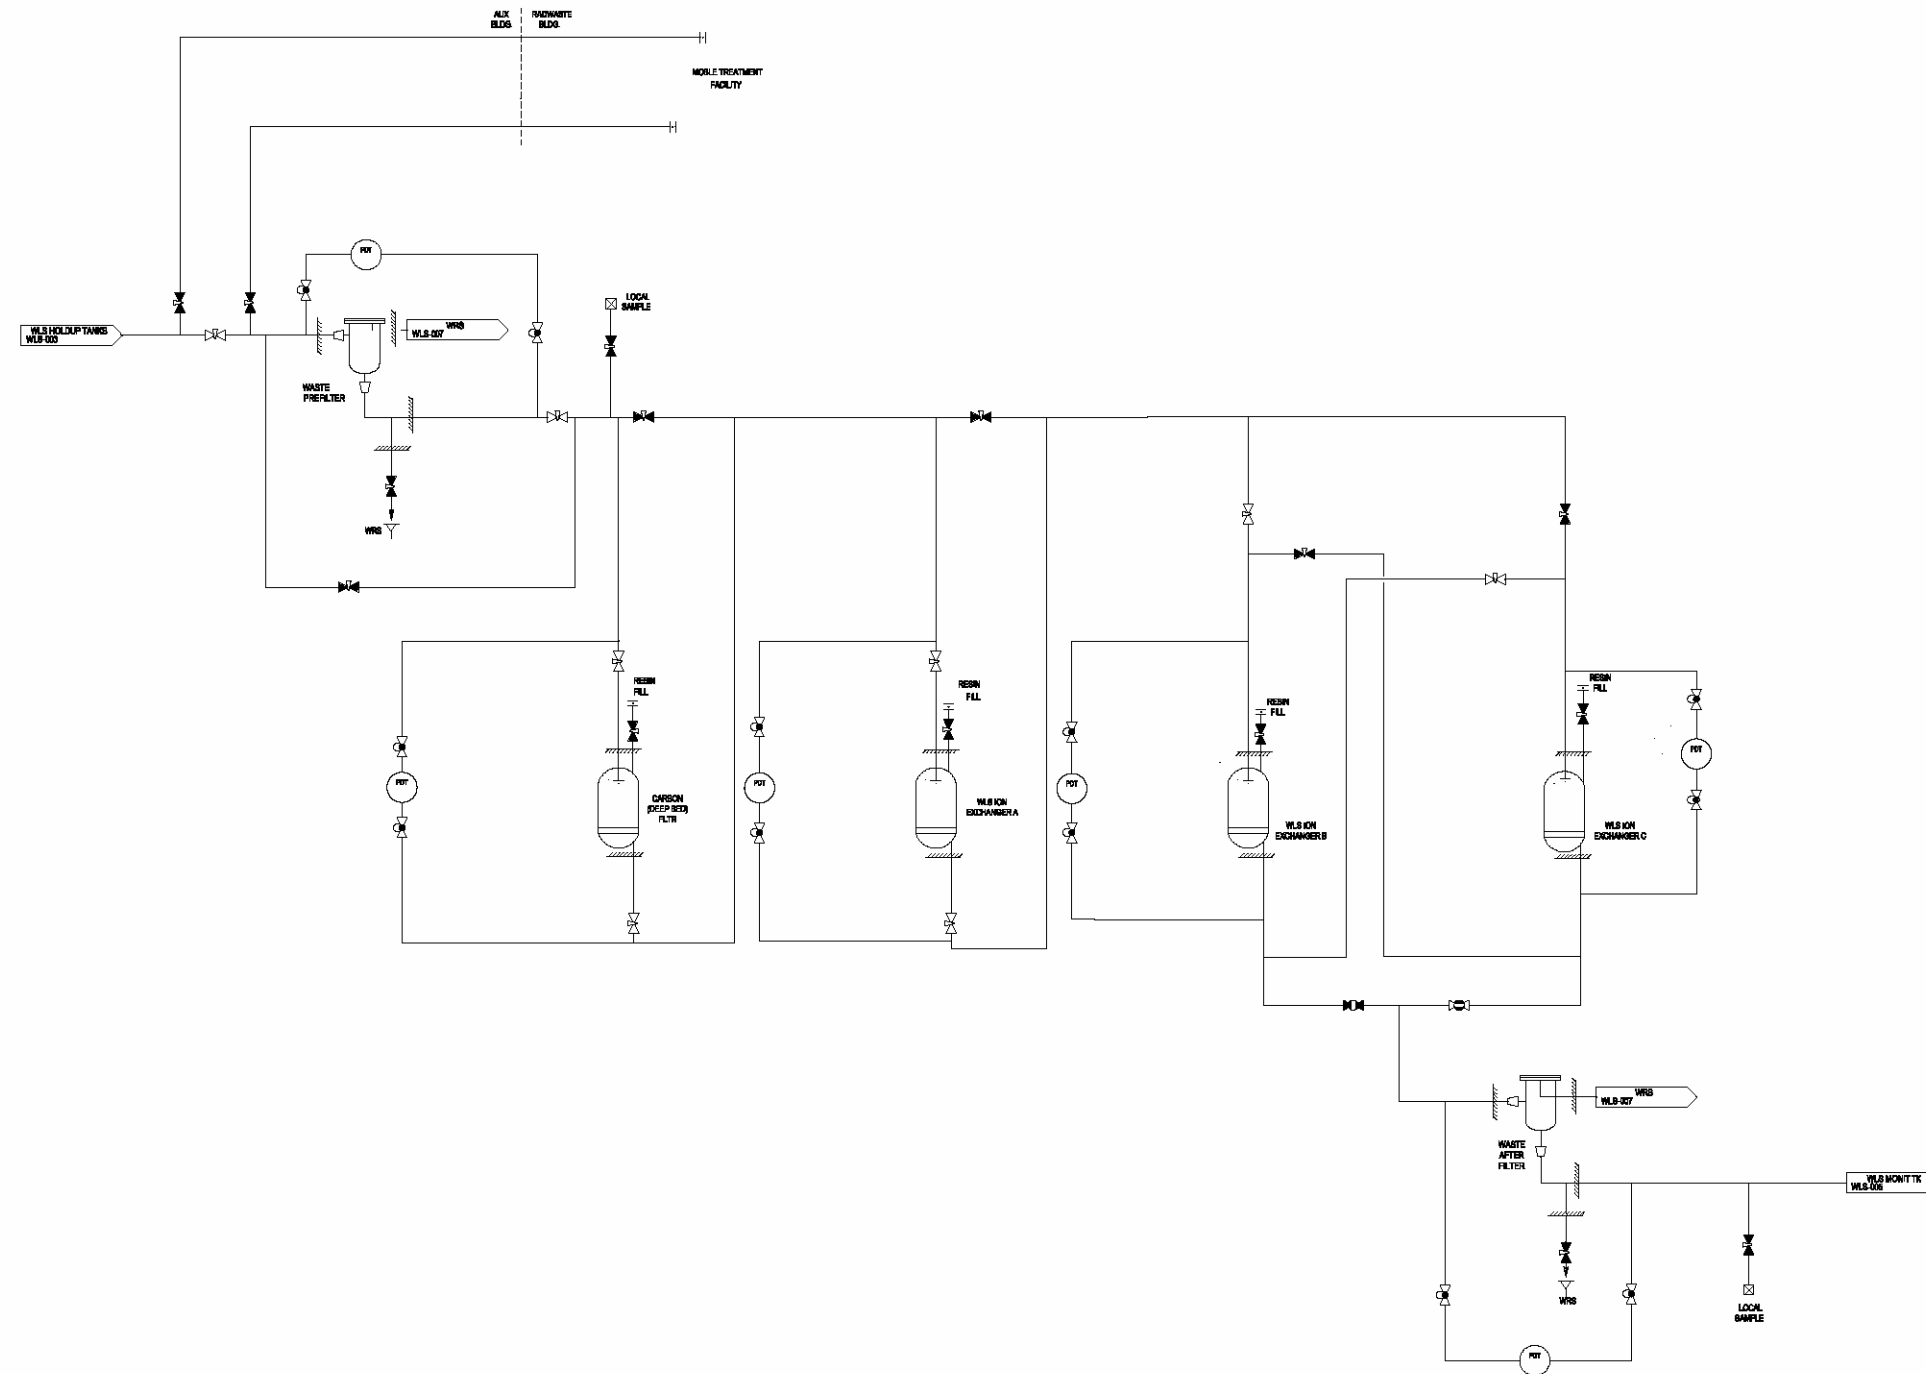 AUX
BLDG.
RADWASTE
BLDG.
MOBILE TREATMENT
FACILITY
PDT
LOCAL
SAMPLE
WLS HOLDUP TANKS
WLS-003
WRS
WLS-007
WASTE
PREFILTER
WRS
RESIN
FILL
RESIN
FILL
RESIN
FILL
RESIN
FILL
PDT
CARBON
(DEEP BED)
FILTR
PDT
WLS ION
EXCHANGER A
PDT
WLS ION
EXCHANGER B
WLS ION
EXCHANGER C
PDT
WRS
WLS-007
WASTE
AFTER
FILTER
WLS MONIT TK
WRS
LOCAL
SAMPLE
PDT